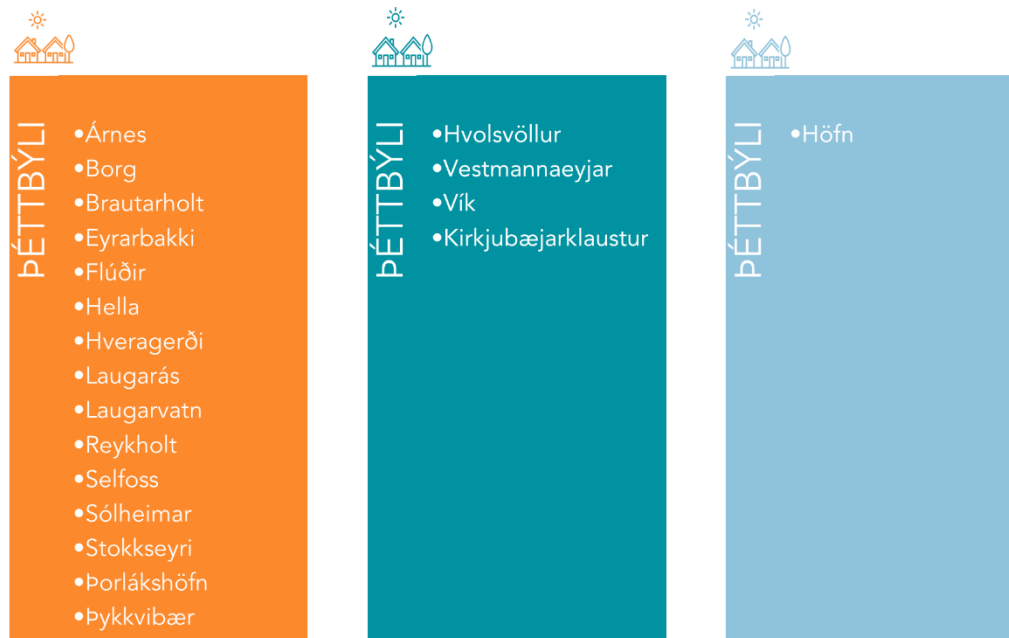 ÞÉTTBÝLI
•Árnes
•Borg
•Brautarholt
•Eyrarbakki
•Flúðir
•Hella
•Hveragerði
•Laugarás
•Laugarvatn
•Reykholt
•Selfoss
•Sólheimar
•Stokkseyri
•Þorlákshöfn
•Þykkvibær
ÞÉTTBÝLI
•Hvolsvöllur
•Vestmannaeyjar
•Vík
•Kirkjubæjarklaustur
ÞÉTTBÝLI
•Höfn